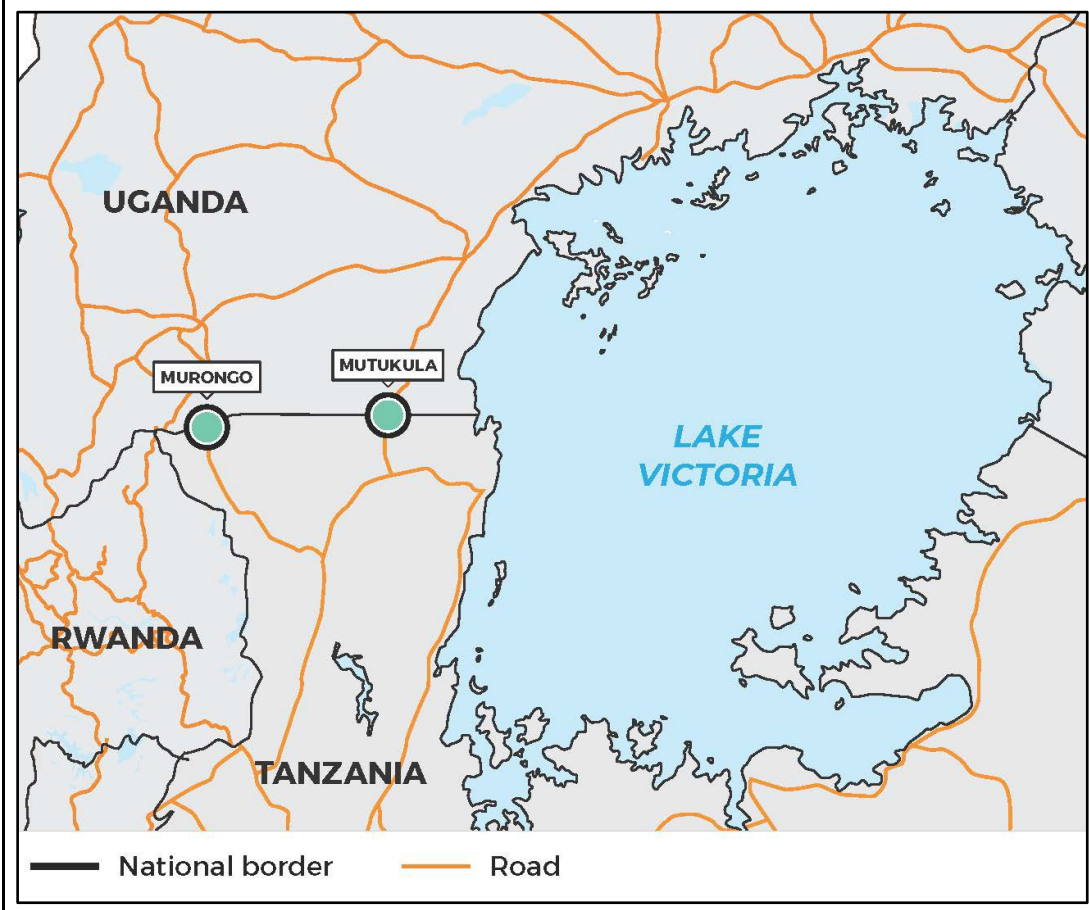 UGANDA
MURONGO
MUTUKULA
LAKE
VICTORIA
RWANDA
TANZANIA
National border
Road